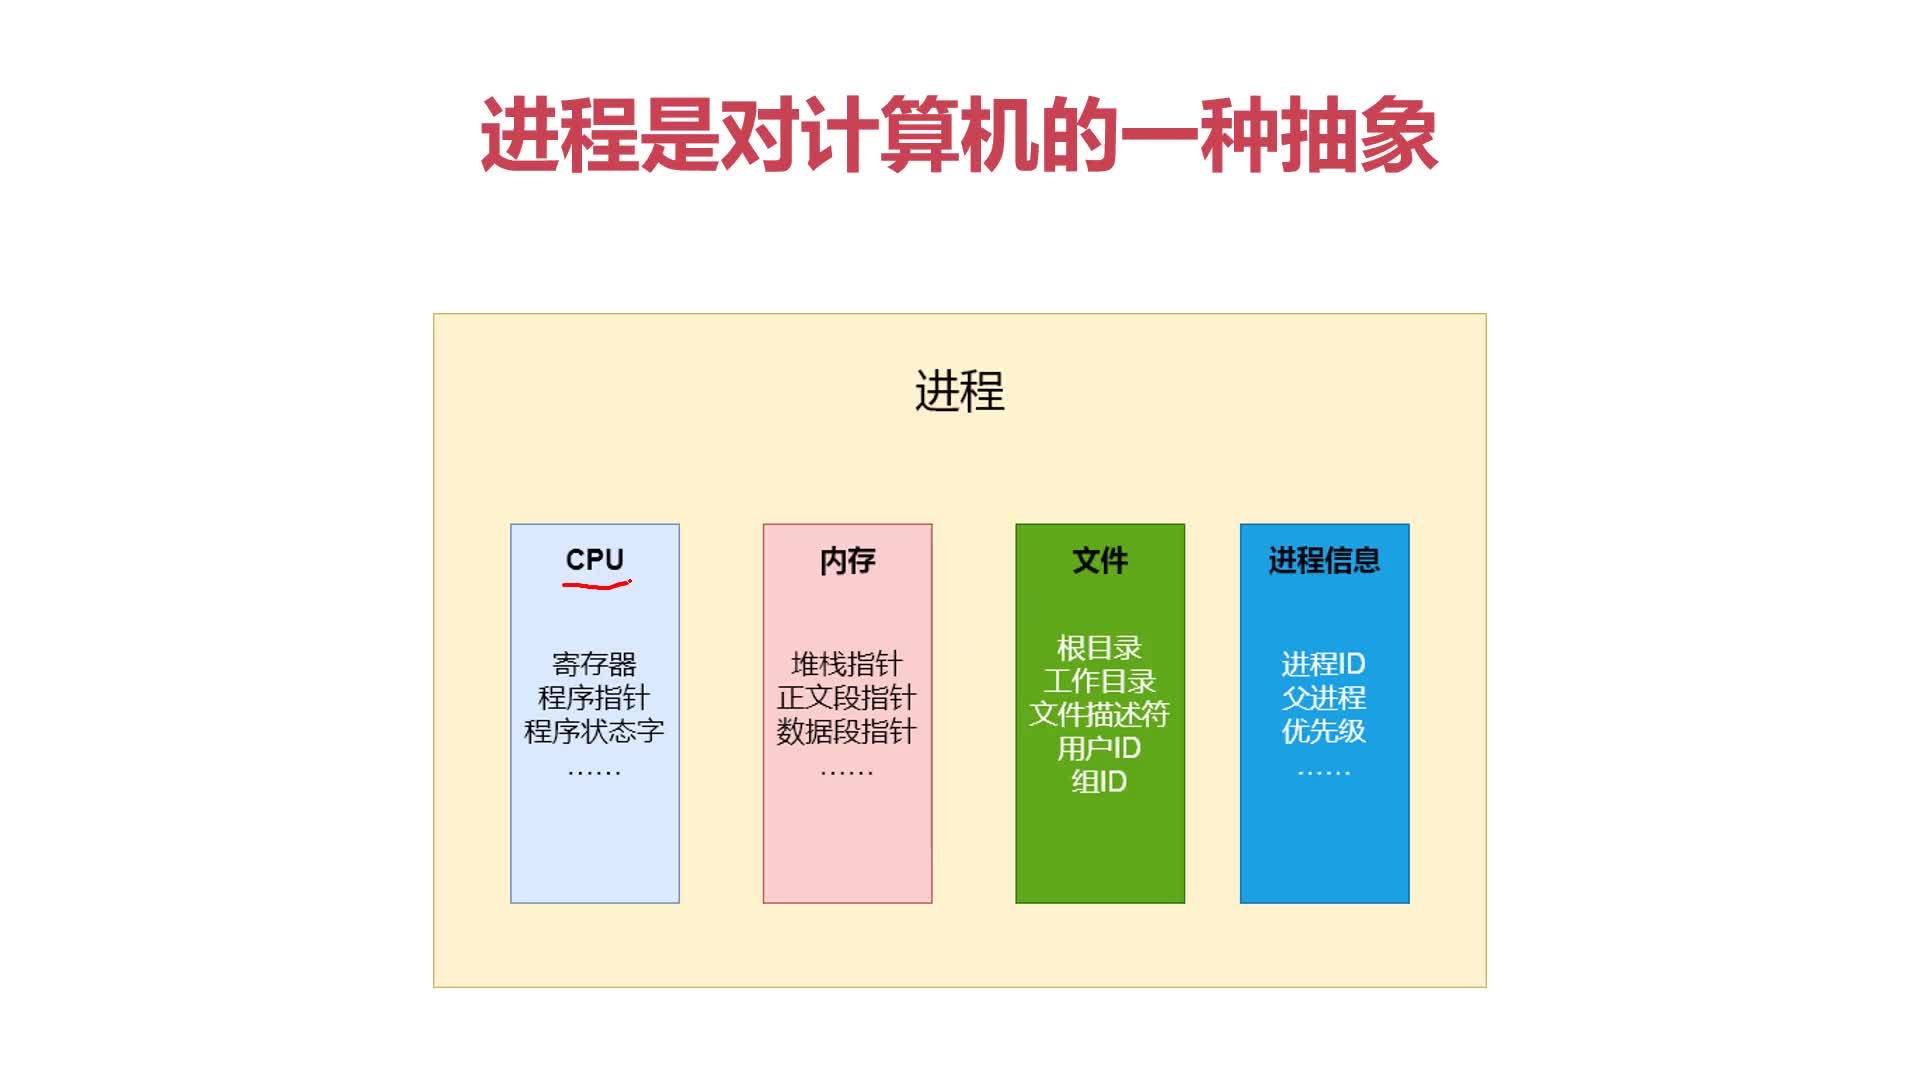 进程是对计算机的一种抽象
进程
CPU
寄存器
程序指针
程序状态字
……
内存
堆栈指针
正文段指针
数据段指针
……
文件
根目录
工作目录
文件描述符
用户ID
组ID
进程信息
进程ID
父进程
优先级
……